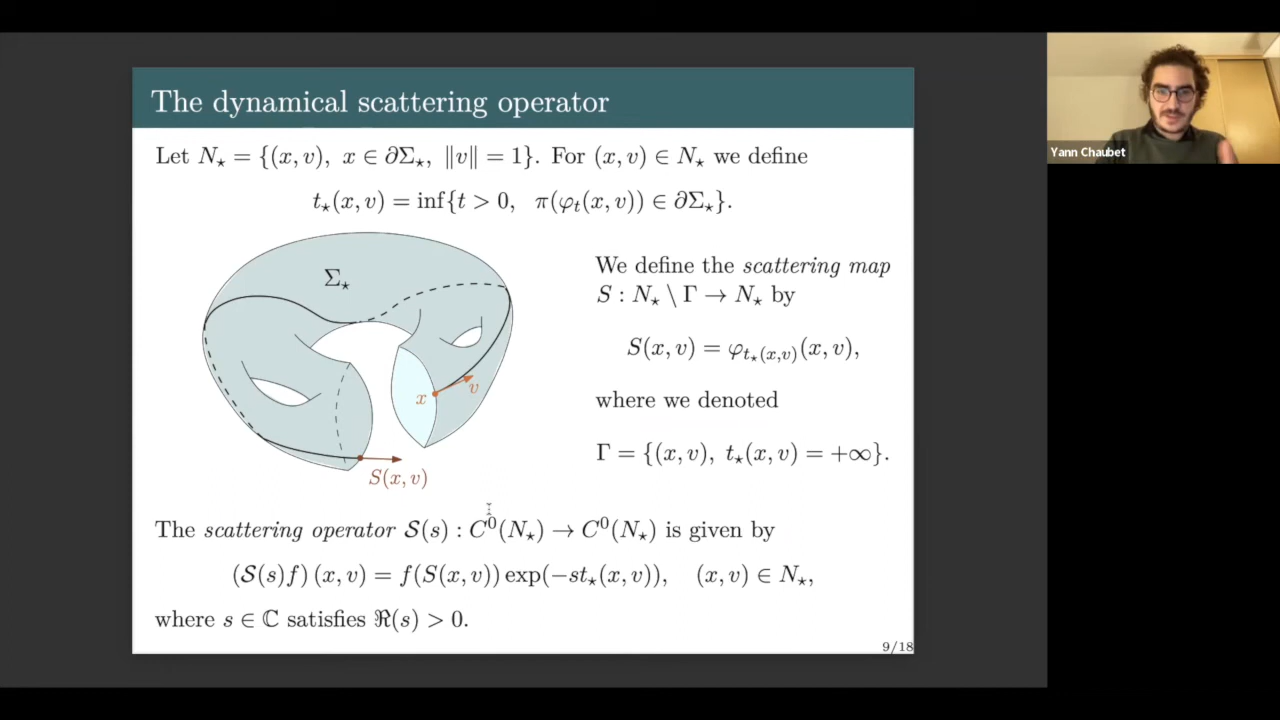 The dynamical scattering operator
Yann Chaubet
Let N⋆ = {(x, v), x ∈ ∂Σ⋆, ‖v‖ = 1}. For (x, v) ∈ N⋆ we define
t⋆(x, v) = inf{t > 0, π(φₜ(x, v)) ∈ ∂Σ⋆}.
Σ⋆
x
v
S(x, v)
We define the scattering map
S : N⋆ \ Γ → N⋆ by
S(x, v) = φ_{t⋆(x,v)}(x, v),
where we denoted
Γ = {(x, v), t⋆(x, v) = +∞}.
The scattering operator 𝒮(s) : C⁰(N⋆) → C⁰(N⋆) is given by
(𝒮(s)f) (x, v) = f(S(x, v)) exp(−st⋆(x, v)), (x, v) ∈ N⋆,
where s ∈ ℂ satisfies ℜ(s) > 0.
9/18